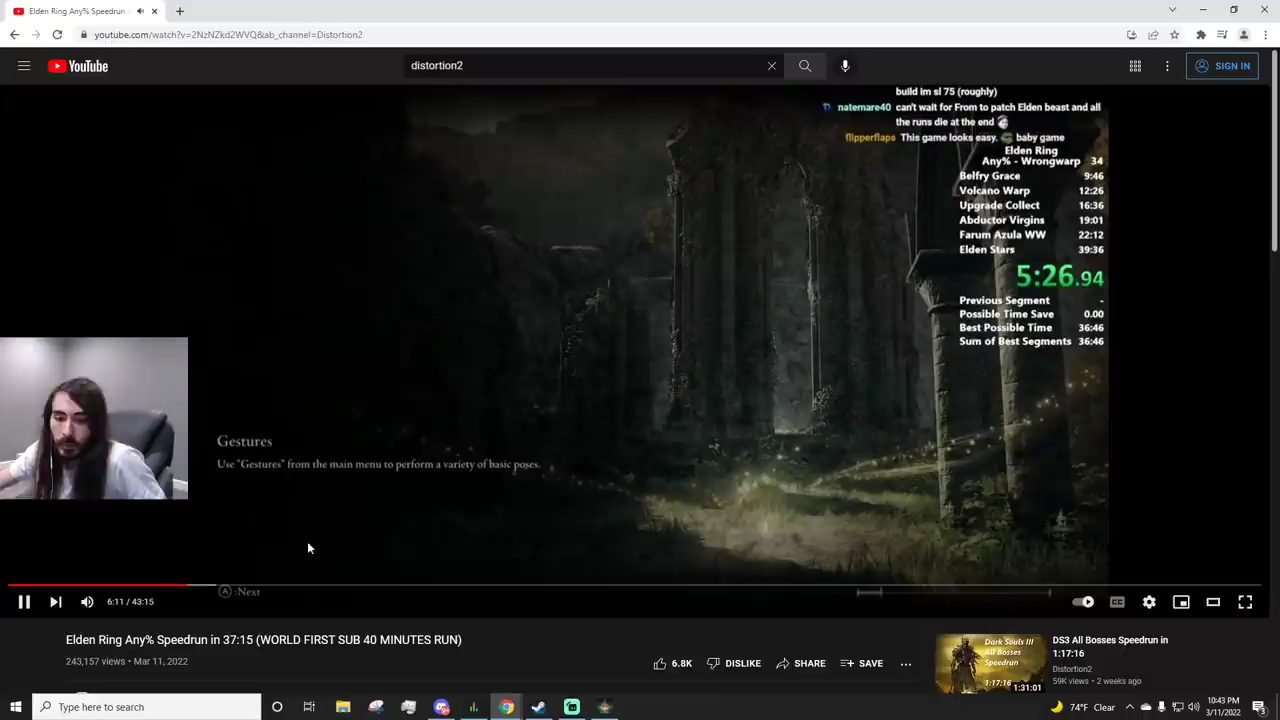 Elden Ring Any% Speedrun
youtube.com/watch?v=2NzNZkd2WVQ&ab_channel=Distortion2
YouTube
distortion2
SIGN IN
build im sl 75 (roughly)
natemare40 can't wait for From to patch Elden beast and all
the runs die at the end
flipperflaps This game looks easy. baby game
Elden Ring
Any% - Wrongwarp 34
Belfry Grace 9:46
Volcano Warp 12:26
Upgrade Collect 16:36
Abductor Virgins 19:01
Farum Azula WW 22:12
Elden Stars 39:36
5:26.94
Previous Segment -
Possible Time Save 0.00
Best Possible Time 36:46
Sum of Best Segments 36:46
Gestures
Use "Gestures" from the main menu to perform a variety of basic poses.
A :Next
6:11 / 43:15
CC
Elden Ring Any% Speedrun in 37:15 (WORLD FIRST SUB 40 MINUTES RUN)
243,157 views • Mar 11, 2022
6.8K DISLIKE SHARE SAVE
Dark Souls III
All Bosses
Speedrun
1:17:16
1:31:01
DS3 All Bosses Speedrun in
1:17:16
Distortion2
59K views • 2 weeks ago
Type here to search
74°F Clear
10:43 PM
3/11/2022